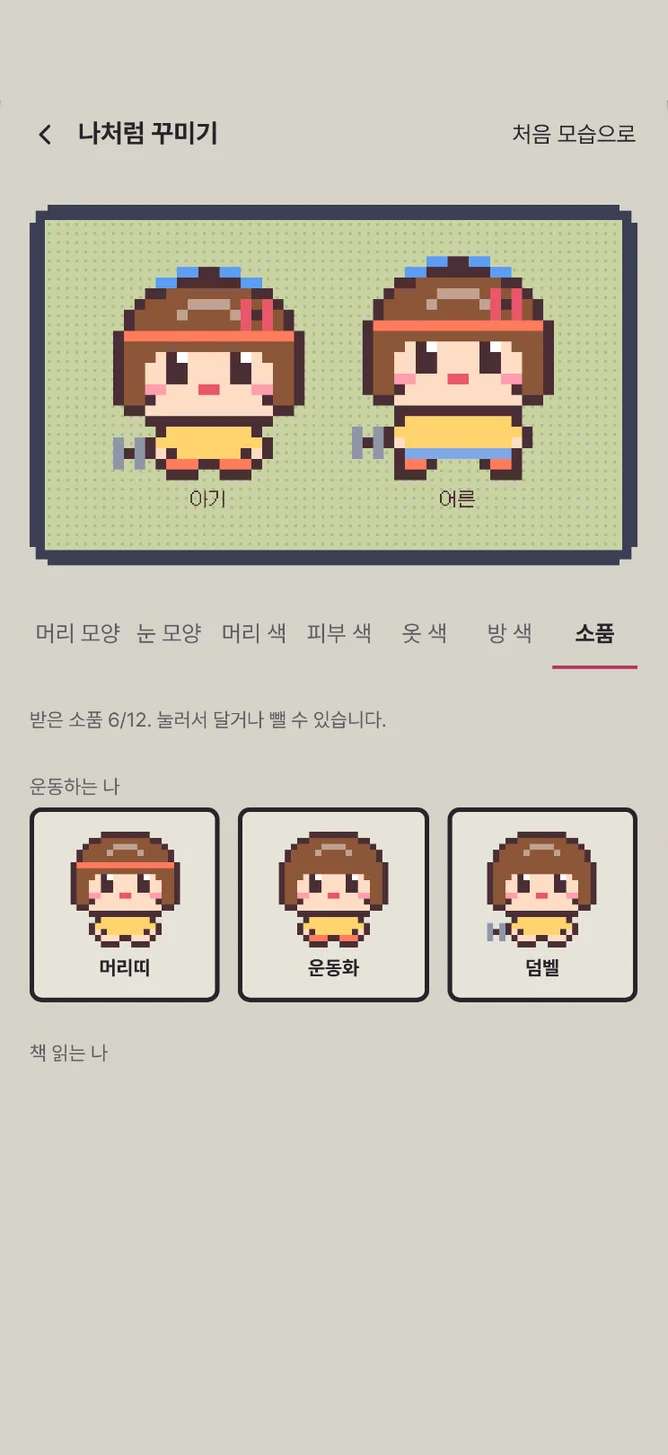 나처럼 꾸미기
처음 모습으로
아기
어른
머리 모양 눈 모양 머리 색 피부 색 옷 색 방 색 소품
받은 소품 6/12. 눌러서 달거나 뺄 수 있습니다.
운동하는 나
머리띠
운동화
덤벨
책 읽는 나